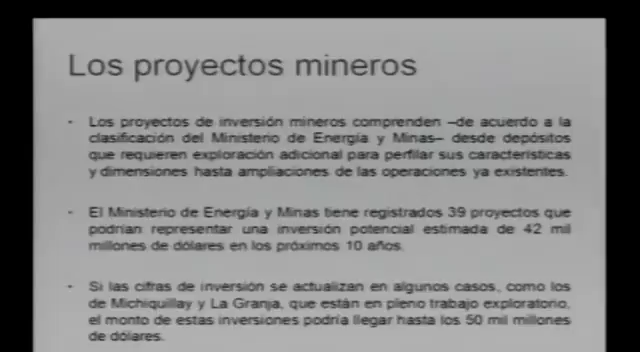 Los proyectos mineros
- Los proyectos de inversión mineros comprenden –de acuerdo a la
clasificación del Ministerio de Energía y Minas– desde depósitos
que requieren exploración adicional para perfilar sus características
y dimensiones hasta ampliaciones de las operaciones ya existentes.
- El Ministerio de Energía y Minas tiene registrados 39 proyectos que
podrían representar una inversión potencial estimada de 42 mil
millones de dólares en los próximos 10 años.
- Si las cifras de inversión se actualizan en algunos casos, como los
de Michiquillay y La Granja, que están en pleno trabajo exploratorio,
el monto de estas inversiones podría llegar hasta los 50 mil millones
de dólares.